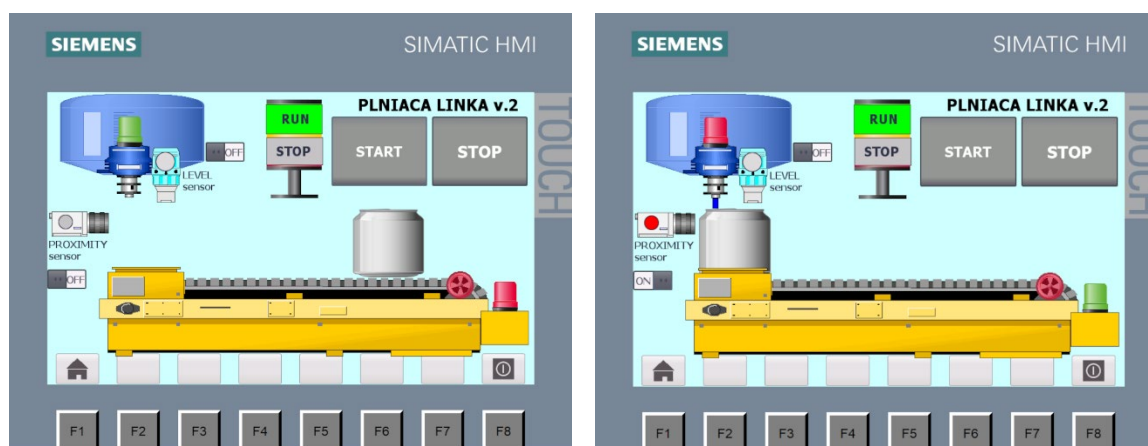 SIEMENS
SIMATIC HMI
TOUCH
PLNIACA LINKA v.2
RUN
STOP
START
STOP
OFF
LEVEL
sensor
PROXIMITY
sensor
OFF
F1 F2 F3 F4 F5 F6 F7 F8
SIEMENS
SIMATIC HMI
TOUCH
PLNIACA LINKA v.2
RUN
STOP
START
STOP
OFF
LEVEL
sensor
PROXIMITY
sensor
ON
F1 F2 F3 F4 F5 F6 F7 F8